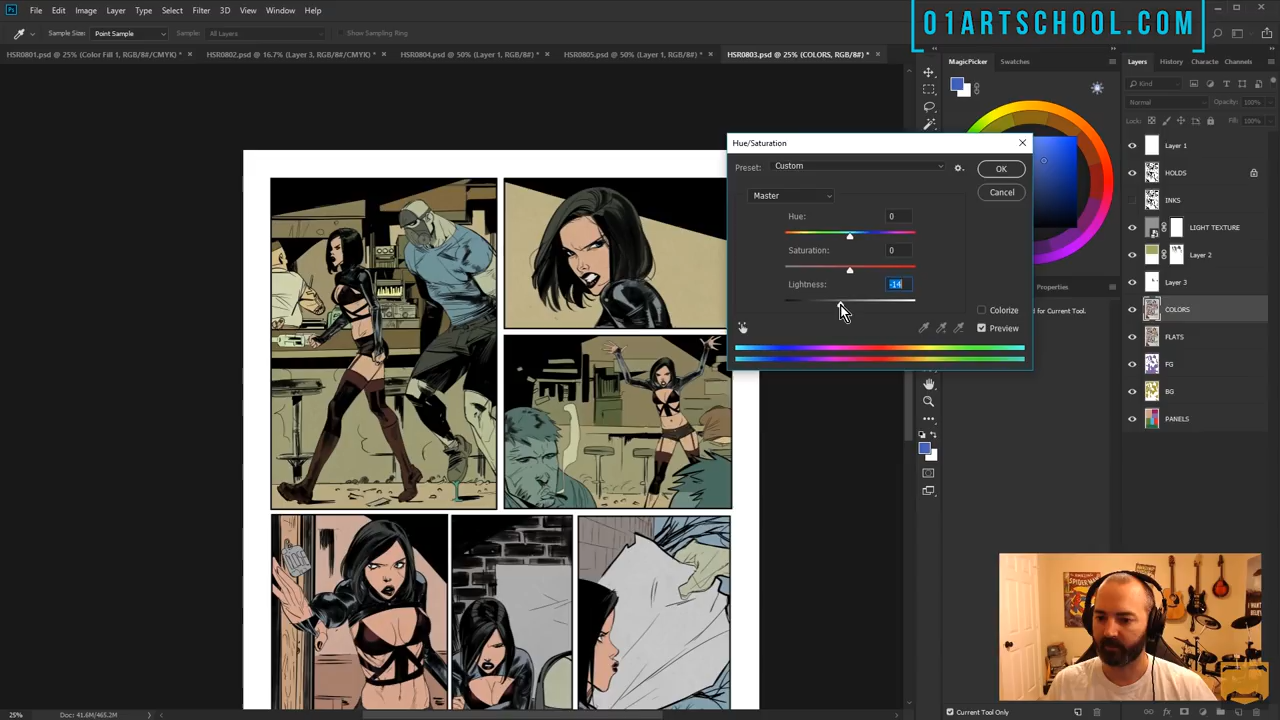 01ARTSCHOOL.COM
Ps File Edit Image Layer Type Select Filter 3D View Window Help
Sample Size: Point Sample Sample: All Layers Show Sampling Ring
HSR0801.psd @ 25% (Color Fill 1, RGB/8#/CMYK) * × HSR0802.psd @ 16.7% (Layer 3, RGB/8#/CMYK) * × HSR0804.psd @ 50% (Layer 1, RGB/8#) * × HSR0805.psd @ 50% (Layer 1, RGB/8#) * × HSR0803.psd @ 25% (COLORS, RGB/8#) * ×
MagicPicker Swatches
Layers History Characte Channels
Kind
Normal Opacity: 100%
Lock: Fill: 100%
Layer 1
HOLDS
INKS
LIGHT TEXTURE
Layer 2
Layer 3
COLORS
FLATS
FG
BG
PANELS
Hue/Saturation
Preset: Custom
OK
Cancel
Master
Hue: 0
Saturation: 0
Lightness: -14
Colorize
Preview
Presets
d for Current Tool.
Current Tool Only
25% Doc: 41.6M/465.2M